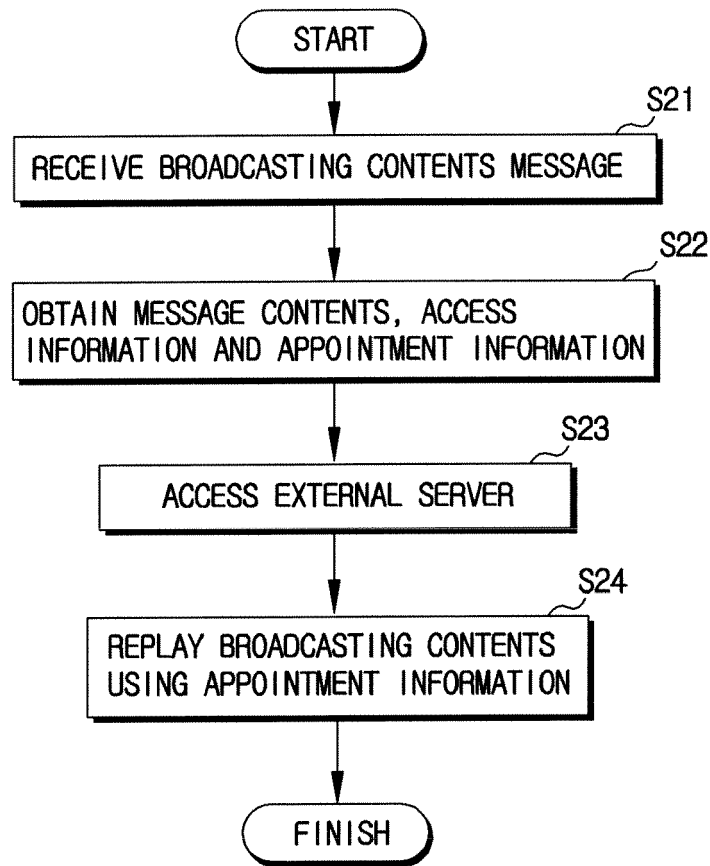 START
S21
RECEIVE BROADCASTING CONTENTS MESSAGE
S22
OBTAIN MESSAGE CONTENTS, ACCESS
INFORMATION AND APPOINTMENT INFORMATION
S23
ACCESS EXTERNAL SERVER
S24
REPLAY BROADCASTING CONTENTS
USING APPOINTMENT INFORMATION
FINISH